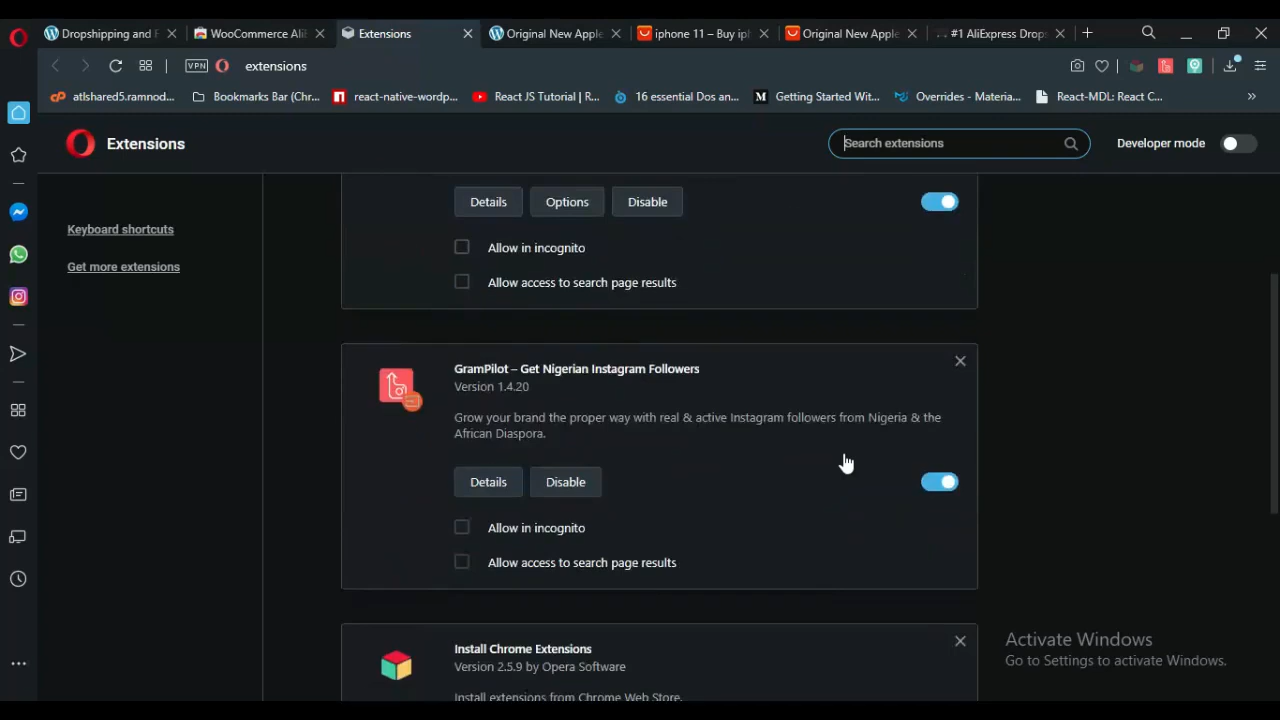 Dropshipping and F
WooCommerce Ali
Extensions
Original New Apple
iphone 11 – Buy ip
Original New Apple
#1 AliExpress Drops
VPN
extensions
cP
atlshared5.ramnod...
Bookmarks Bar (Chr...
react-native-wordp...
React JS Tutorial | R...
16 essential Dos an...
M
Getting Started Wit...
Overrides - Materia...
React-MDL: React C...
»
Extensions
Search extensions
Developer mode
Keyboard shortcuts
Get more extensions
Details
Options
Disable
Allow in incognito
Allow access to search page results
GramPilot – Get Nigerian Instagram Followers
Version 1.4.20
Grow your brand the proper way with real & active Instagram followers from Nigeria & the
African Diaspora.
Details
Disable
Allow in incognito
Allow access to search page results
Install Chrome Extensions
Version 2.5.9 by Opera Software
Install extensions from Chrome Web Store.
Activate Windows
Go to Settings to activate Windows.